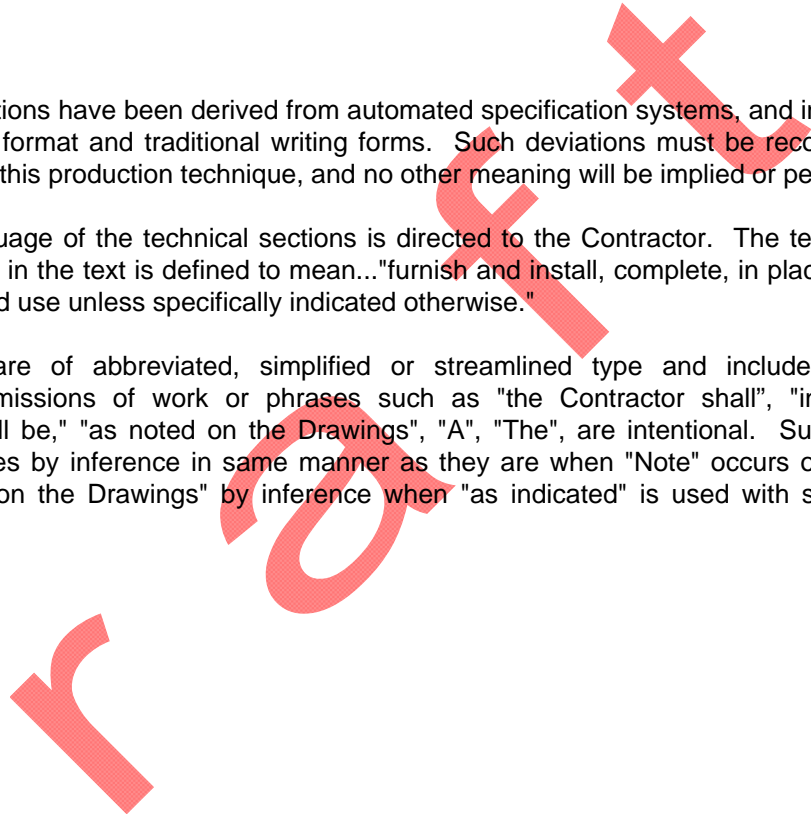 tions have been derived from automated specification systems, and i
format and traditional writing forms. Such deviations must be reco
this production technique, and no other meaning will be implied or pe
uage of the technical sections is directed to the Contractor. The te
in the text is defined to mean..."furnish and install, complete, in plac
d use unless specifically indicated otherwise."
are of abbreviated, simplified or streamlined type and include
missions of work or phrases such as "the Contractor shall”, "in
ll be," "as noted on the Drawings", "A", "The", are intentional. Su
es by inference in same manner as they are when "Note" occurs o
on the Drawings" by inference when "as indicated" is used with s
raft